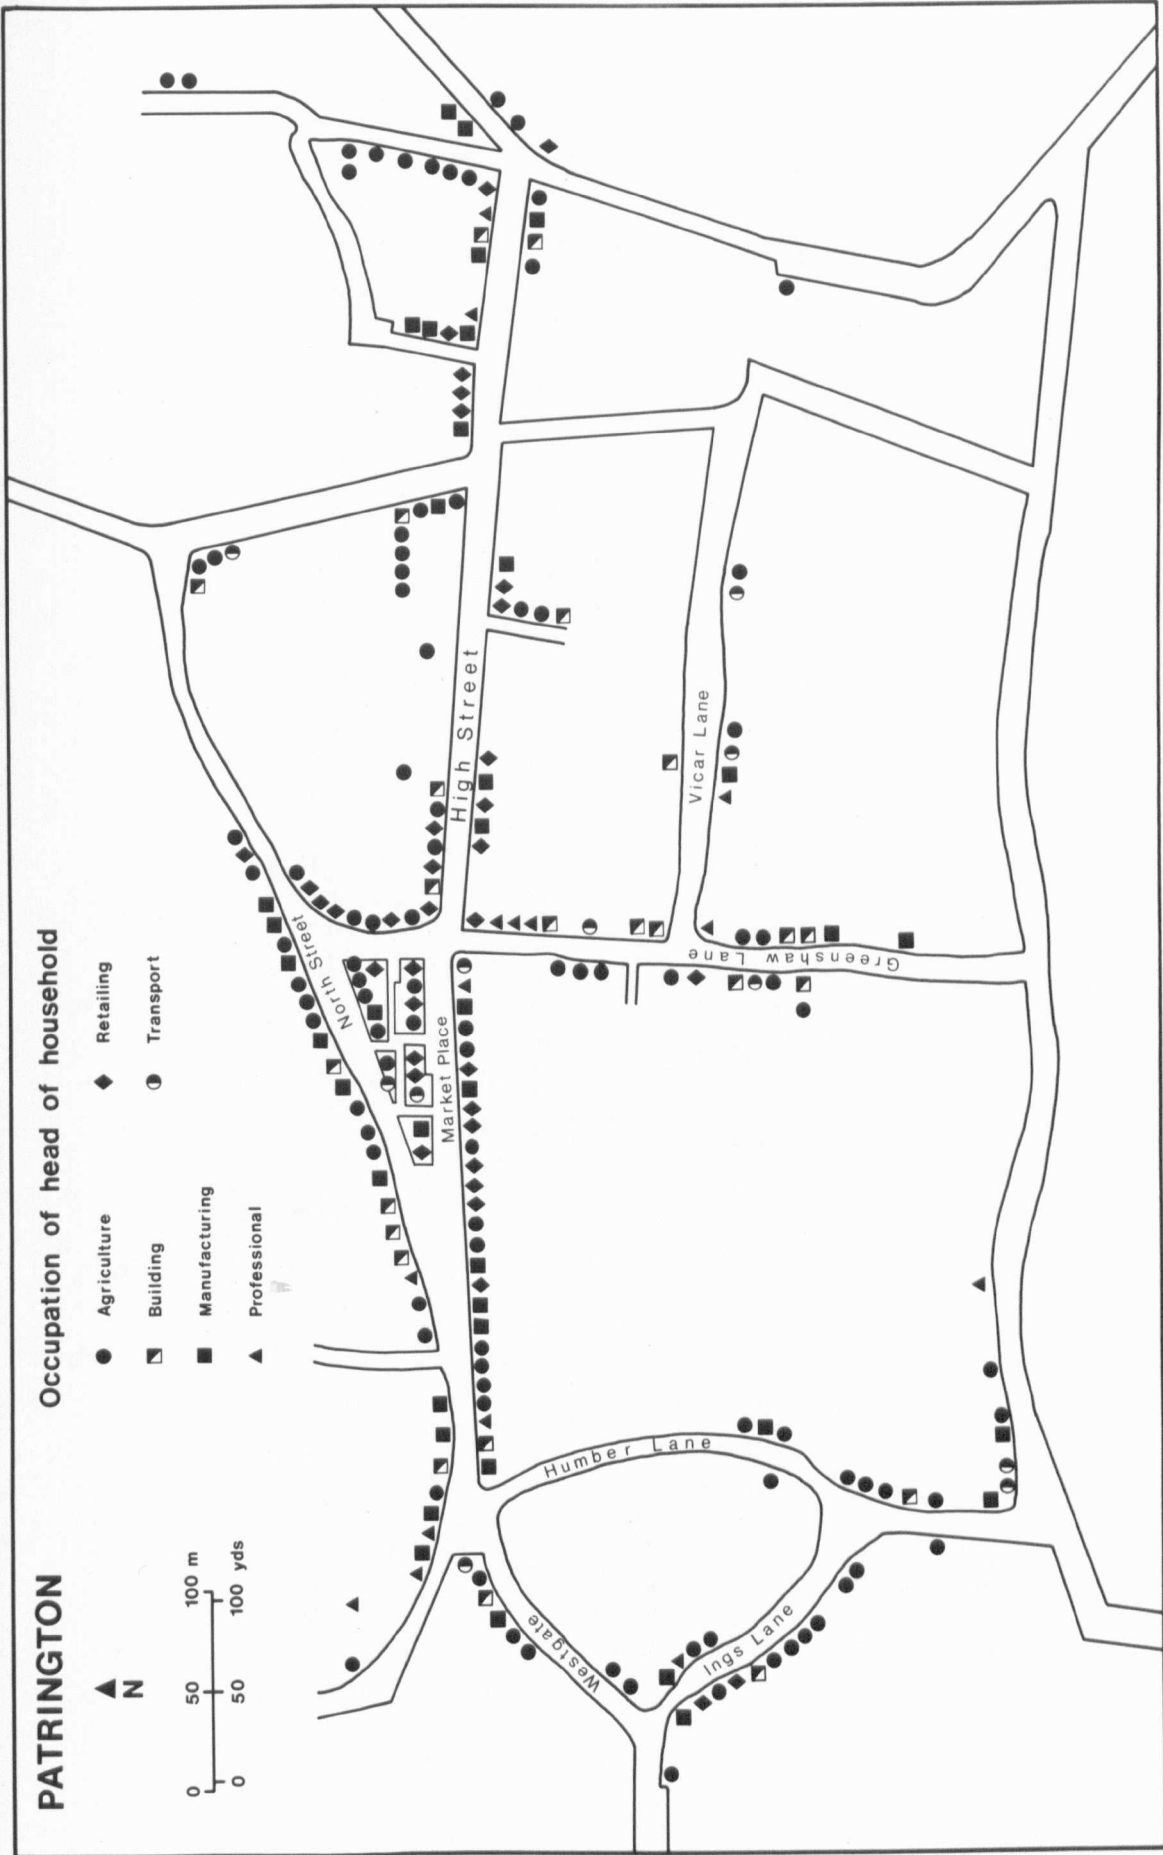 PATRINGTON
Occupation of head of household
N
Agriculture
Retailing
Building
Transport
Manufacturing
Professional
0 50 100 m
0 50 100 yds
North Street
High Street
Market Place
Vicar Lane
Greenshaw Lane
Humber Lane
Westgate
Ings Lane